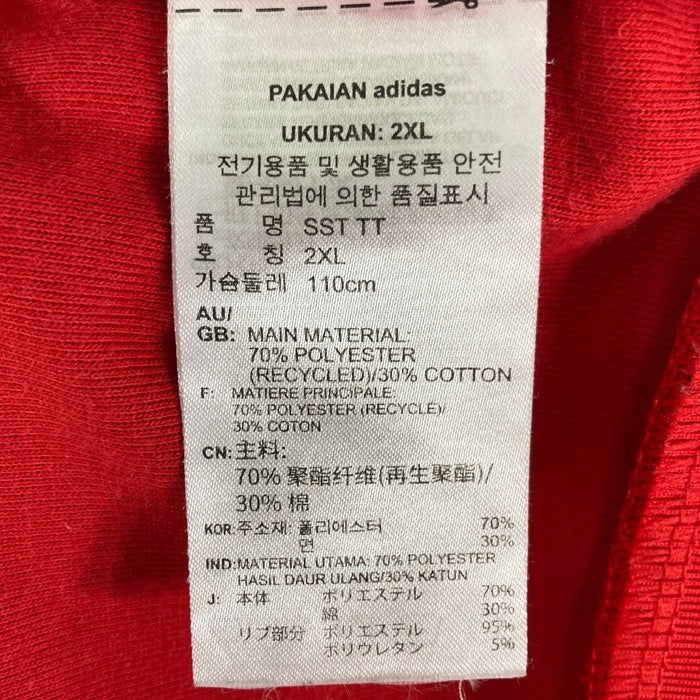 PAKAIAN adidas
UKURAN: 2XL
전기용품 및 생활용품 안전
관리법에 의한 품질표시
품 명 SST TT
호 칭 2XL
가슴둘레 110cm
AU/
GB: MAIN MATERIAL:
70% POLYESTER
(RECYCLED)/30% COTTON
F: MATIERE PRINCIPALE:
70% POLYESTER (RECYCLE)/
30% COTON
CN: 主料:
70% 聚酯纤维(再生聚酯)/
30% 棉
KOR: 주소재: 폴리에스터 70%
면 30%
IND: MATERIAL UTAMA: 70% POLYESTER
HASIL DAUR ULANG/30% KATUN
J: 本体 ポリエステル 70%
綿 30%
リブ部分 ポリエステル 95%
ポリウレタン 5%